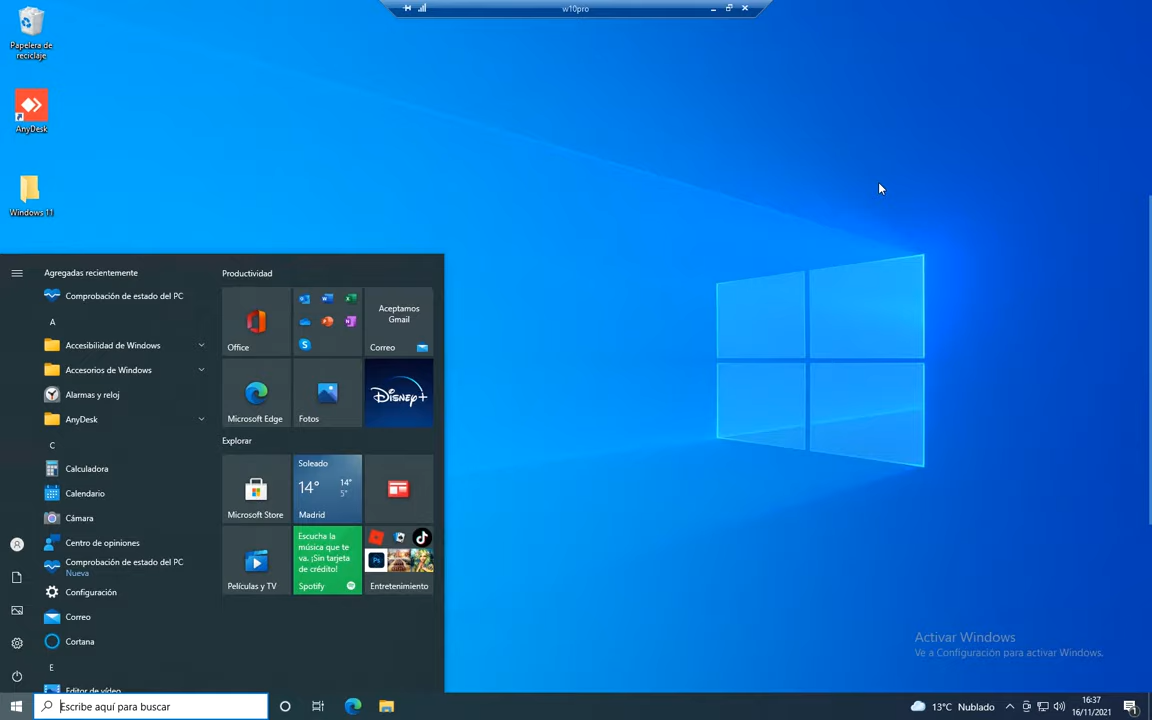 w10pro
Papelera de
reciclaje
AnyDesk
Windows 11
Agregadas recientemente
Comprobación de estado del PC
A
Accesibilidad de Windows
Accesorios de Windows
Alarmas y reloj
AnyDesk
C
Calculadora
Calendario
Cámara
Centro de opiniones
Comprobación de estado del PC
Nueva
Configuración
Correo
Cortana
E
Editor de vídeo
Productividad
Office
Aceptamos
Gmail
Correo
Microsoft Edge
Fotos
Disney+
Explorar
Microsoft Store
Soleado
14°
14°
5°
Madrid
Películas y TV
Escucha la
música que te
va. ¡Sin tarjeta
de crédito!
Spotify
Ps
Entretenimiento
Activar Windows
Ve a Configuración para activar Windows.
Escribe aquí para buscar
13°C Nublado
16:37
16/11/2021
1